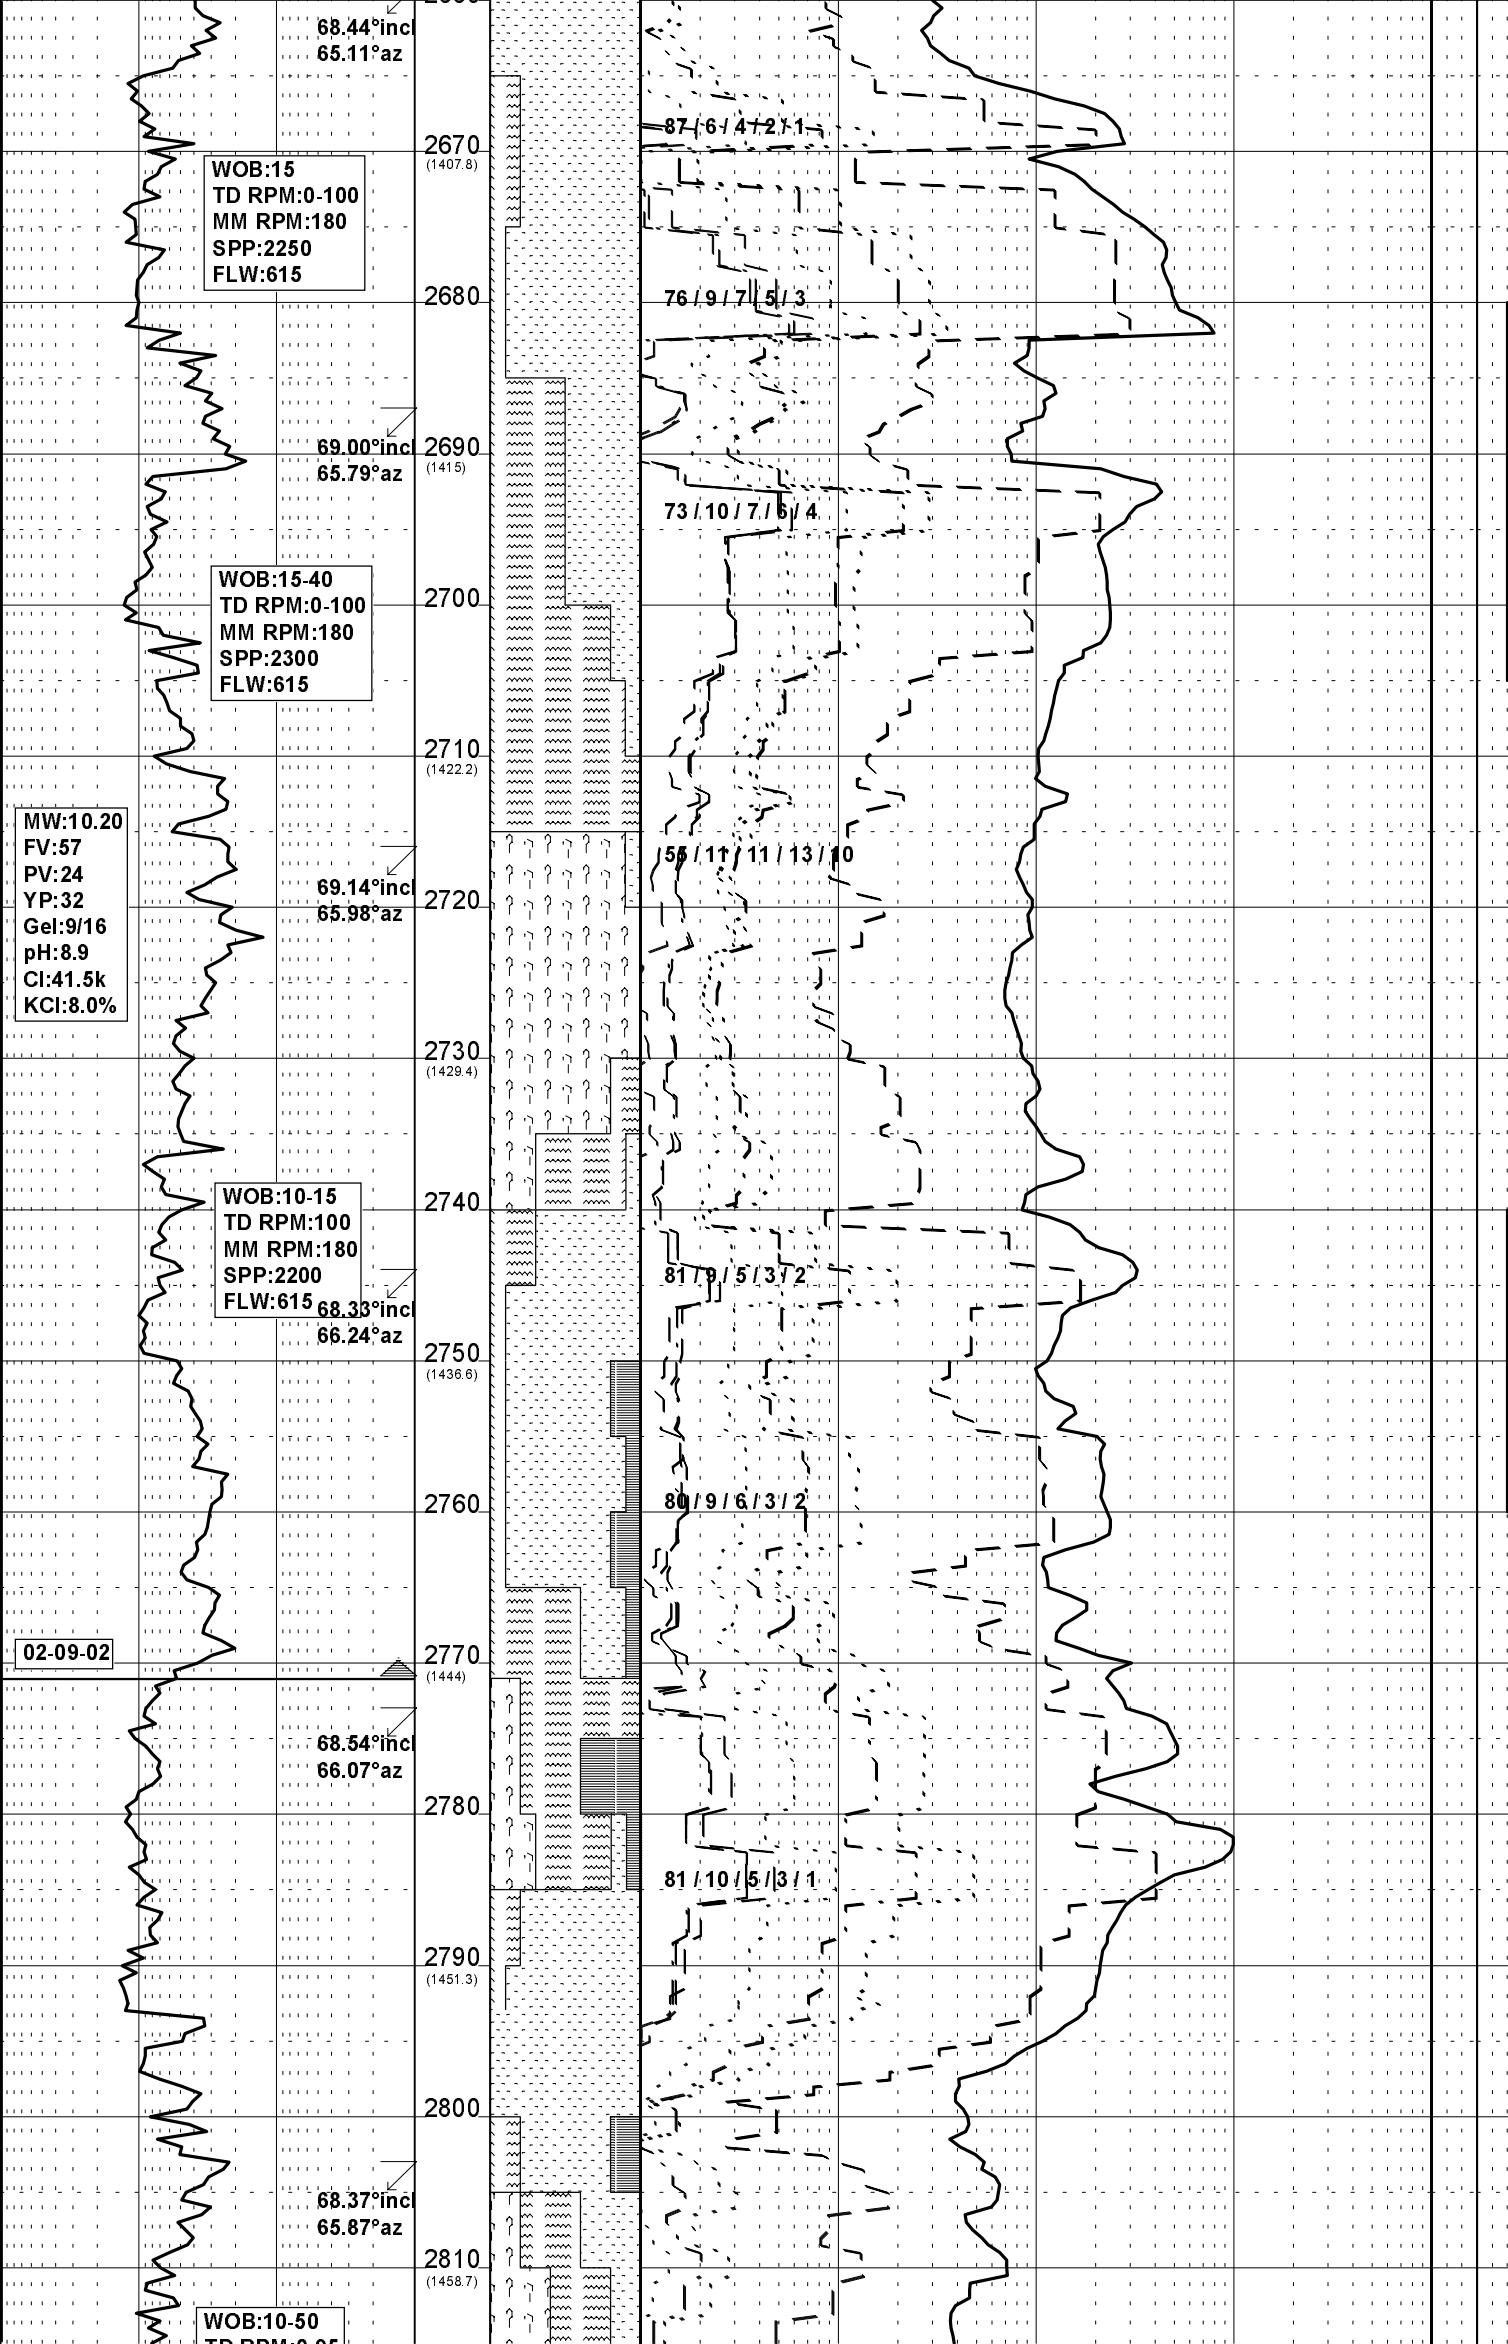 68.44°incl
65.11°az
87 / 6 / 4 / 2 / 1
2670
(1407.8)
WOB:15
TD RPM:0-100
MM RPM:180
SPP:2250
FLW:615
76 / 9 / 7 / 5 / 3
2680
69.00°incl
65.79°az
2690
(1415)
73 / 10 / 7 / 6 / 4
WOB:15-40
TD RPM:0-100
MM RPM:180
SPP:2300
FLW:615
2700
2710
(1422.2)
MW:10.20
FV:57
PV:24
YP:32
Gel:9/16
pH:8.9
Cl:41.5k
KCl:8.0%
55 / 11 / 11 / 13 / 10
69.14°incl
65.98°az
2720
2730
(1429.4)
WOB:10-15
TD RPM:100
MM RPM:180
SPP:2200
FLW:615
2740
81 / 9 / 5 / 3 / 2
68.33°incl
66.24°az
2750
(1436.6)
80 / 9 / 6 / 3 / 2
2760
02-09-02
2770
(1444)
68.54°incl
66.07°az
2780
81 / 10 / 5 / 3 / 1
2790
(1451.3)
2800
68.37°incl
65.87°az
2810
(1458.7)
WOB:10-50